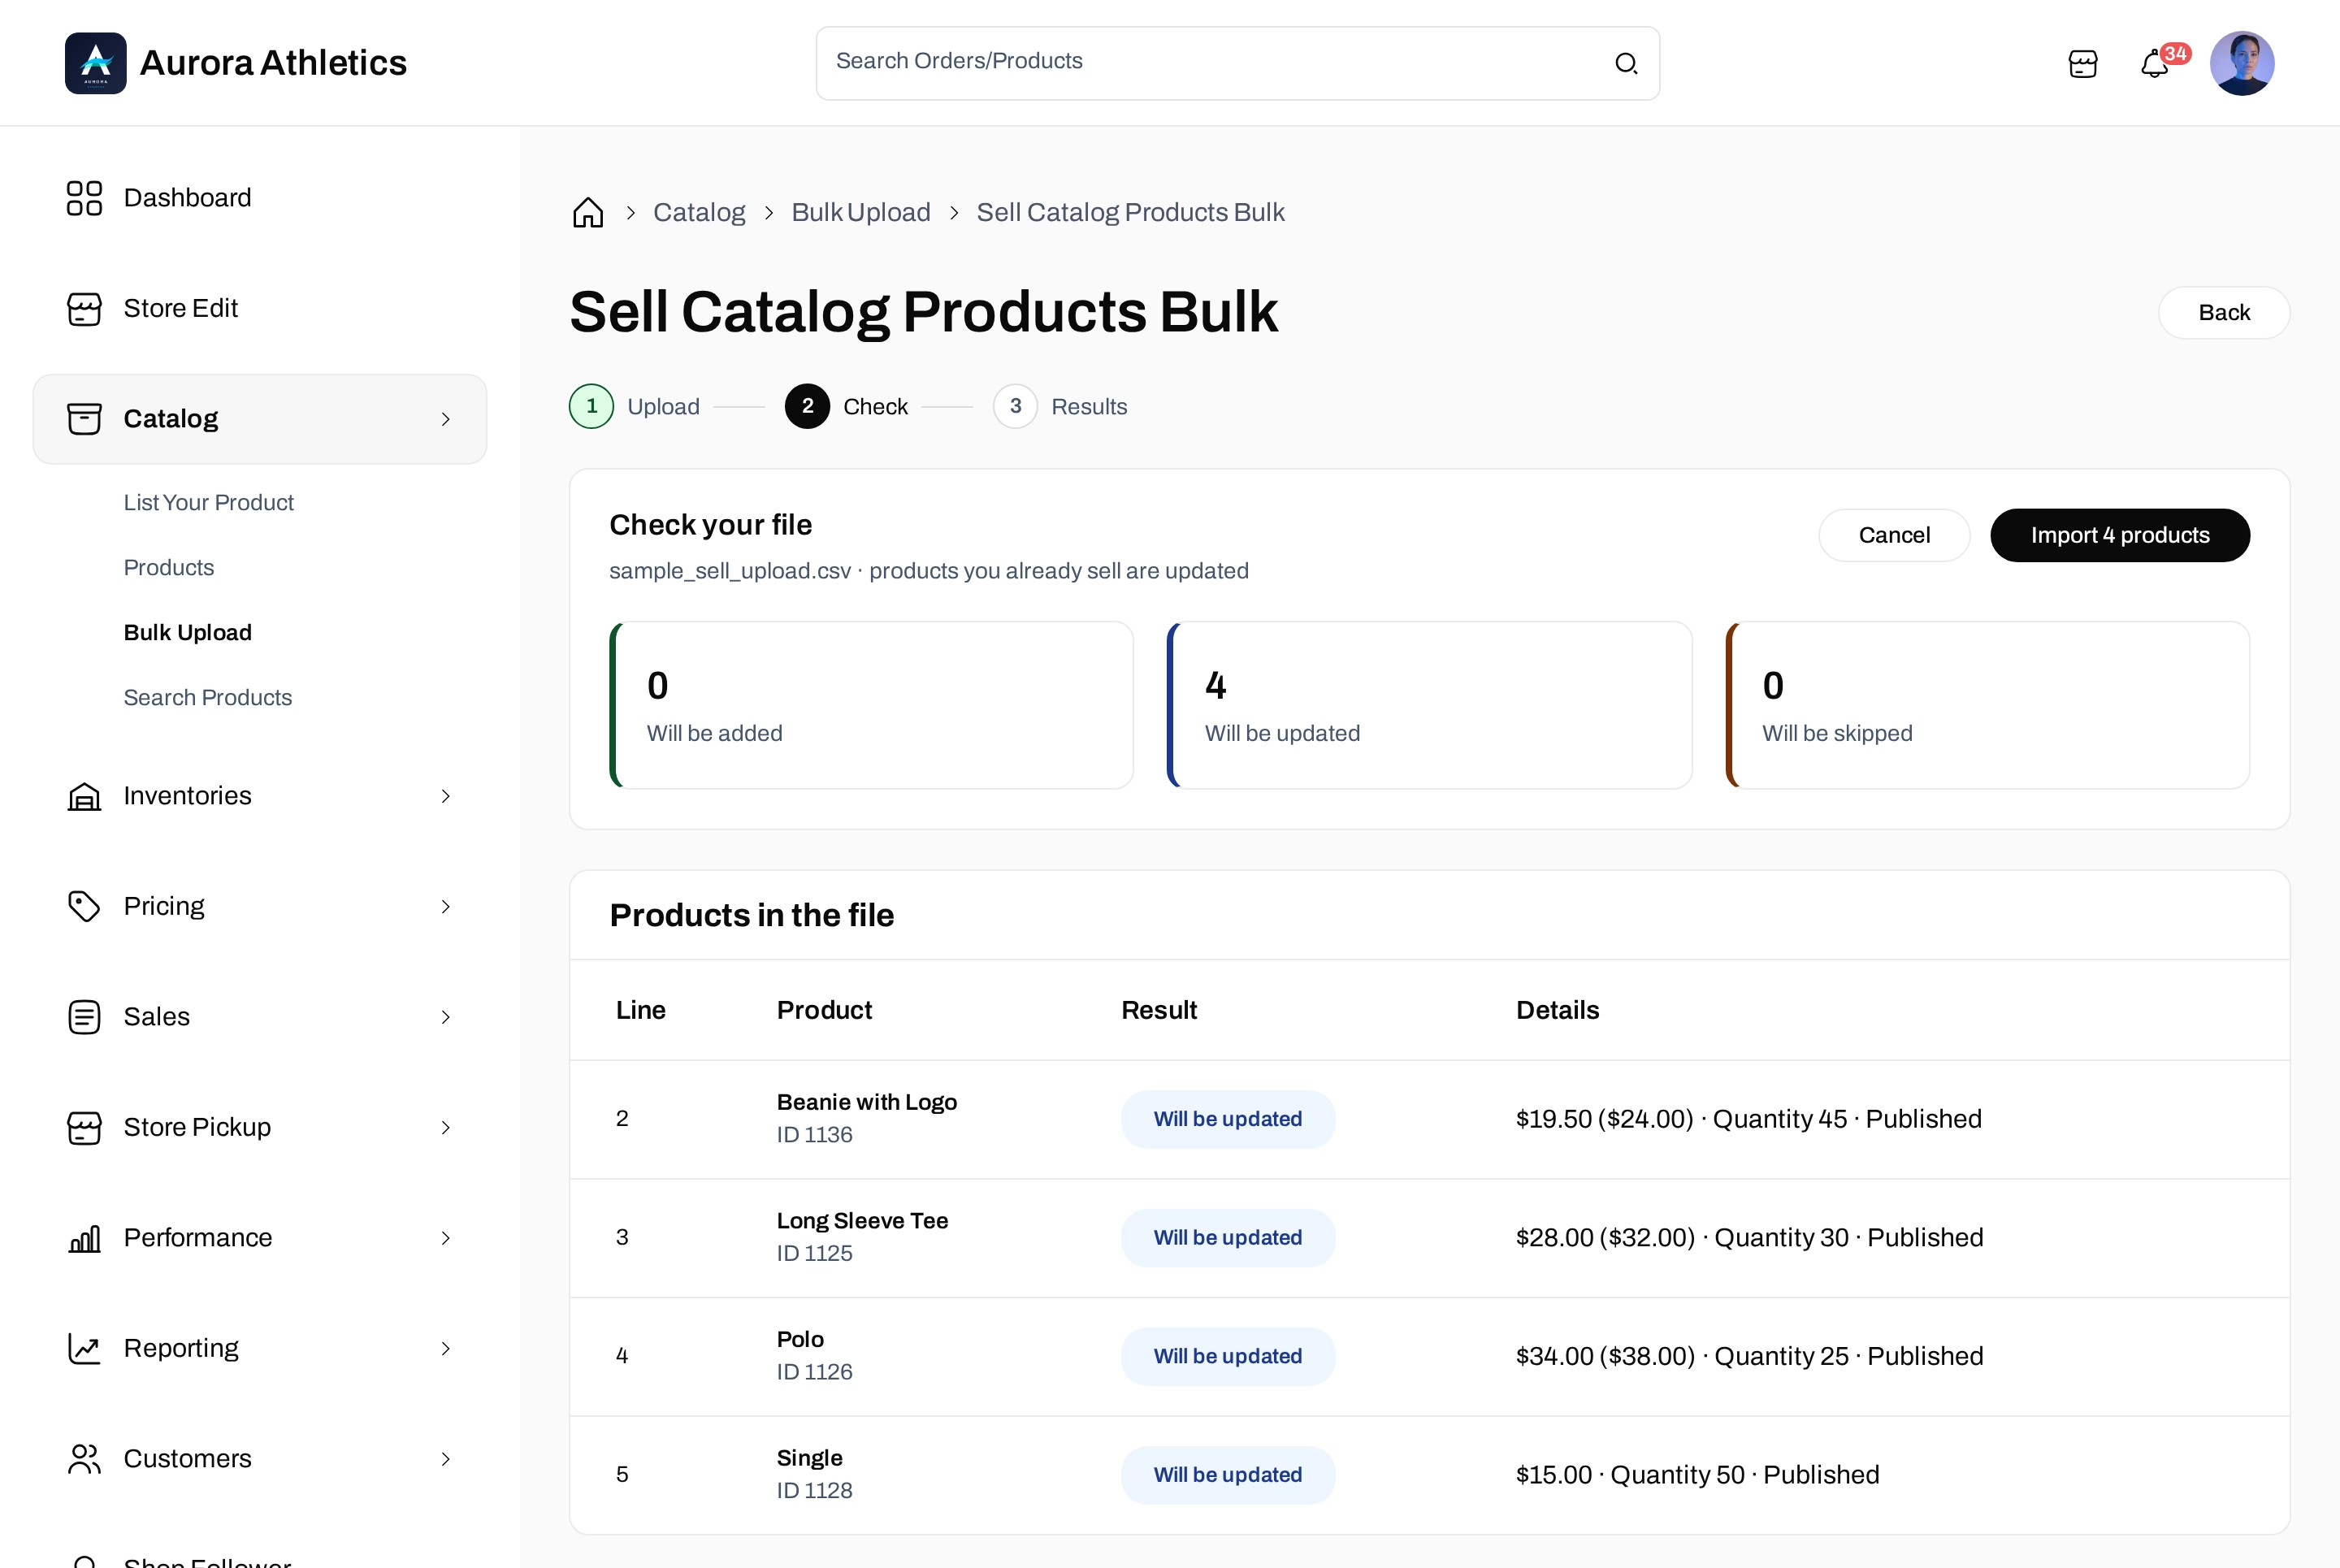 AURORA
Aurora Athletics
Search Orders/Products
34
Dashboard
Store Edit
Catalog
List Your Product
Products
Bulk Upload
Search Products
Inventories
Pricing
Sales
Store Pickup
Performance
Reporting
Customers
Shop Follower
Catalog
Bulk Upload
Sell Catalog Products Bulk
Sell Catalog Products Bulk
Back
1 Upload
2 Check
3 Results
Check your file
sample_sell_upload.csv · products you already sell are updated
Cancel
Import 4 products
0
Will be added
4
Will be updated
0
Will be skipped
Products in the file
Line Product Result Details
2 Beanie with Logo Will be updated $19.50 ($24.00) · Quantity 45 · Published
ID 1136
3 Long Sleeve Tee Will be updated $28.00 ($32.00) · Quantity 30 · Published
ID 1125
4 Polo Will be updated $34.00 ($38.00) · Quantity 25 · Published
ID 1126
5 Single Will be updated $15.00 · Quantity 50 · Published
ID 1128